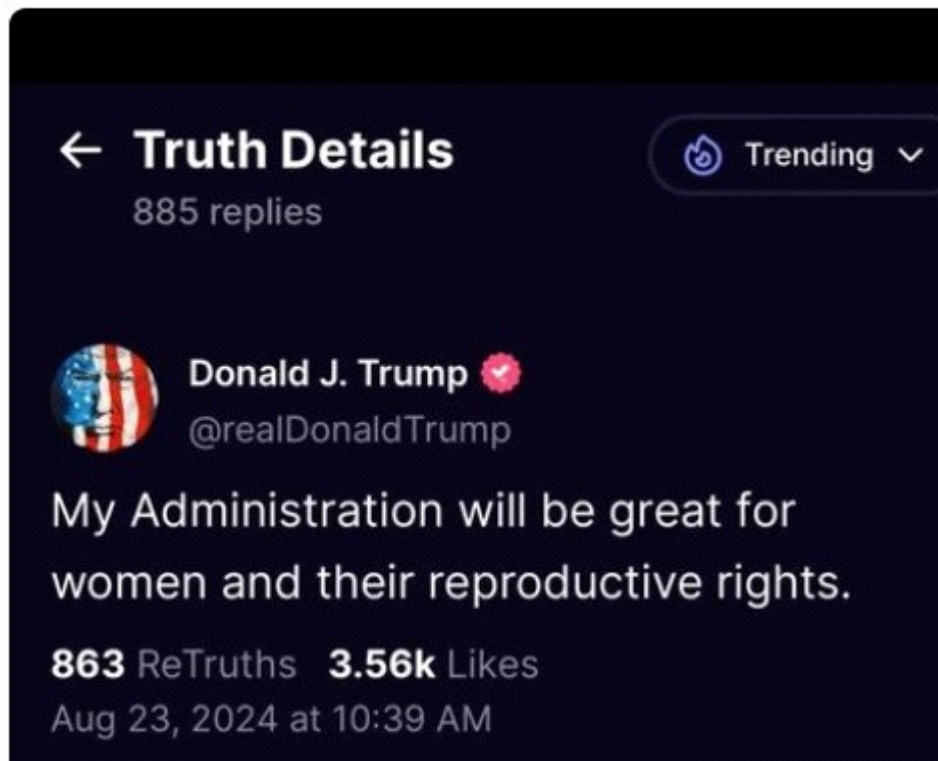 Truth Details
Trending
885 replies
Donald J. Trump
@realDonaldTrump
My Administration will be great for
women and their reproductive rights.
863 ReTruths 3.56k Likes
Aug 23, 2024 at 10:39 AM